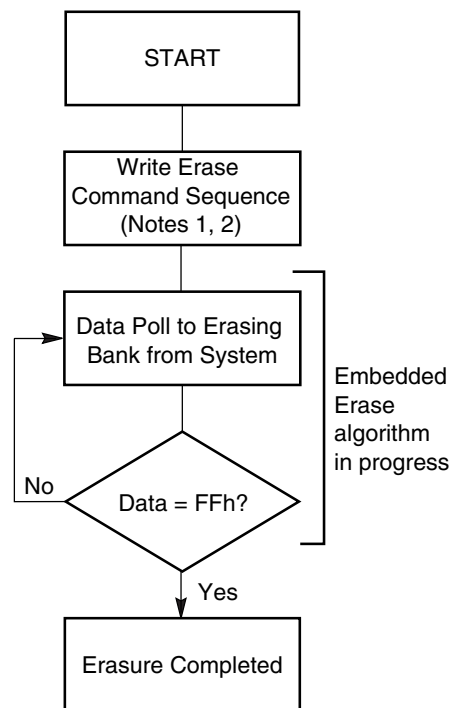 START
Write Erase
Command Sequence
(Notes 1, 2)
Data Poll to Erasing
Bank from System
Embedded
Erase
algorithm
in progress
No
Data = FFh?
Yes
Erasure Completed